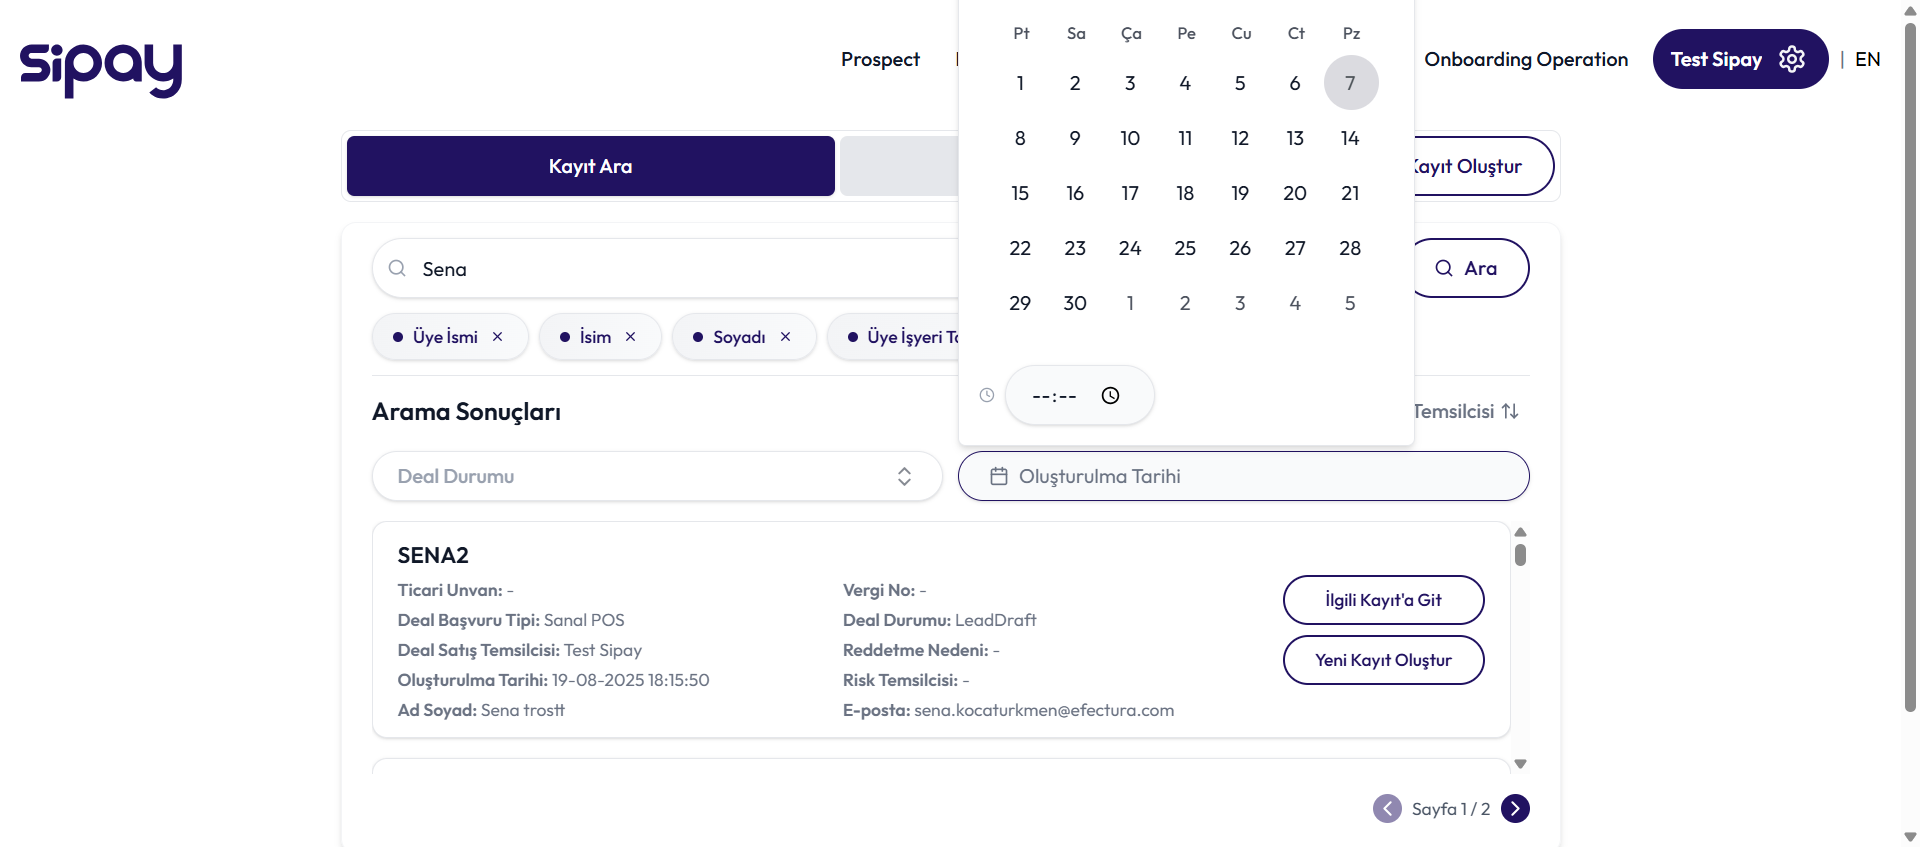 sipay
Prospect
Onboarding Operation
Test Sipay
| EN
Pt Sa Ça Pe Cu Ct Pz
1 2 3 4 5 6 7
8 9 10 11 12 13 14
15 16 17 18 19 20 21
22 23 24 25 26 27 28
29 30 1 2 3 4 5
--:--
Kayıt Ara
Kayıt Oluştur
Sena
Ara
Üye İsmi ×
İsim ×
Soyadı ×
Üye İşyeri
Arama Sonuçları
Temsilcisi
Deal Durumu
Oluşturulma Tarihi
SENA2
Ticari Unvan: -
Vergi No: -
Deal Başvuru Tipi: Sanal POS
Deal Durumu: LeadDraft
Deal Satış Temsilcisi: Test Sipay
Reddetme Nedeni: -
Oluşturulma Tarihi: 19-08-2025 18:15:50
Risk Temsilcisi: -
Ad Soyad: Sena trostt
E-posta: sena.kocaturkmen@efectura.com
İlgili Kayıt'a Git
Yeni Kayıt Oluştur
Sayfa 1 / 2